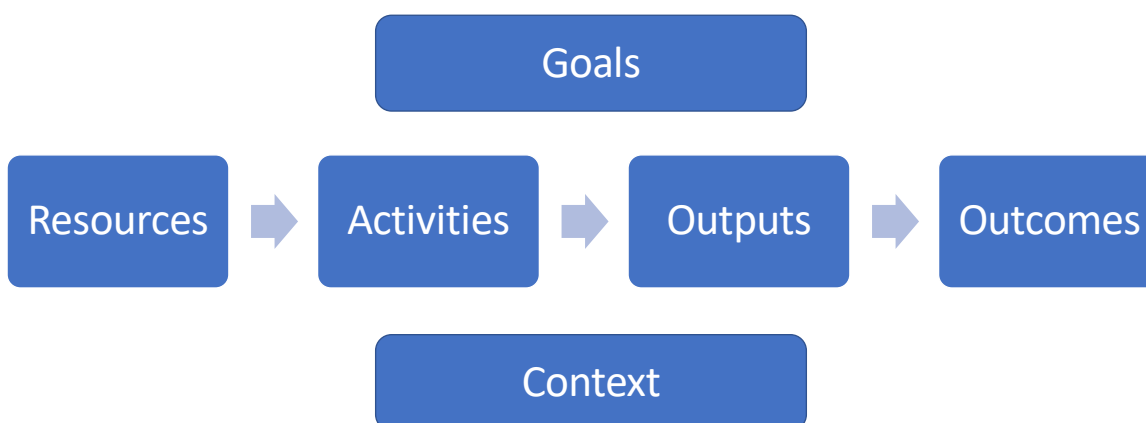 Goals
Resources
Activities
Outputs
Outcomes
Context